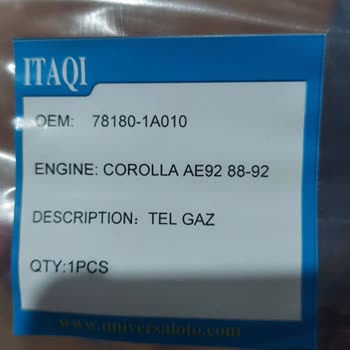 ITAQI
OEM: 78180-1A010
ENGINE: COROLLA AE92 88-92
DESCRIPTION: TEL GAZ
QTY:1PCS
www.universaloto.com